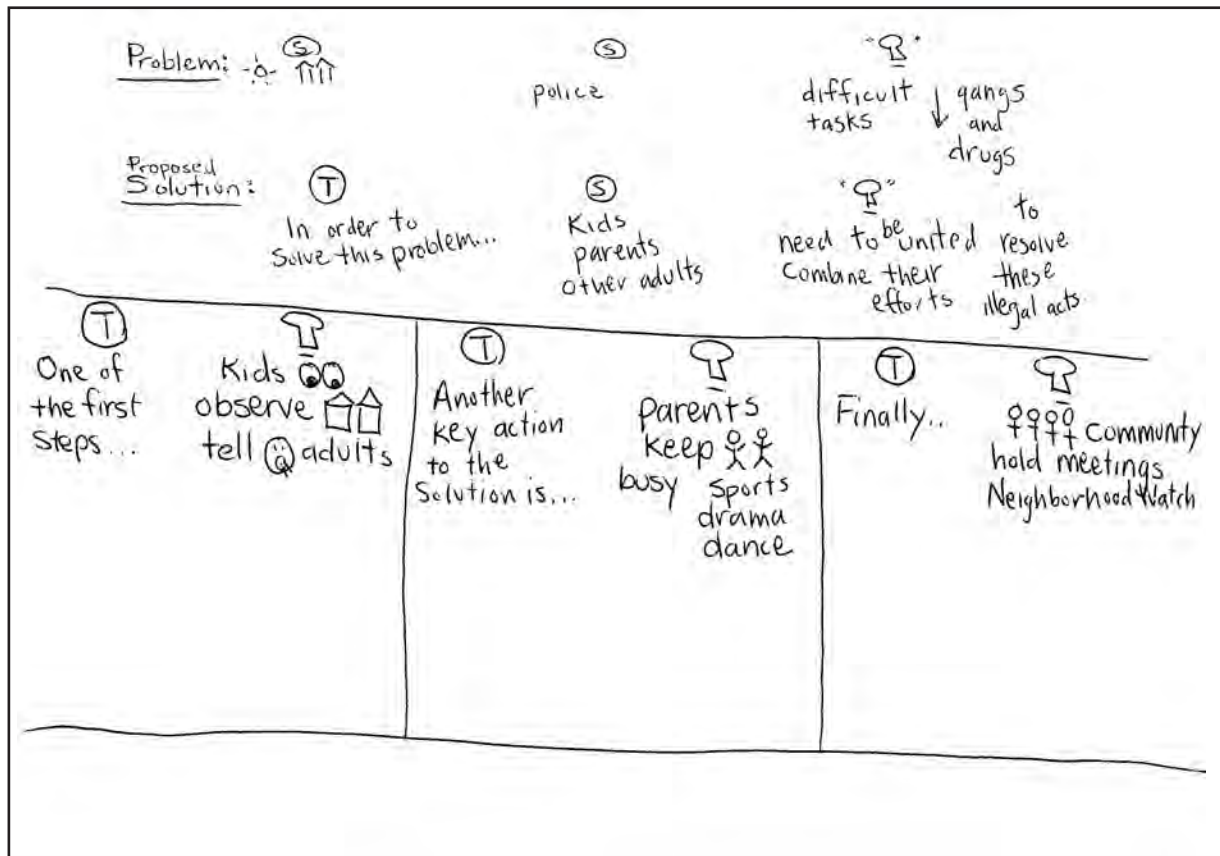 Problem: S
S
police
" "
difficult
tasks
↓
gangs
and
drugs
Proposed
Solution:
T
In order to
Solve this problem...
S
Kids
parents
Other adults
" "
need to be united
Combine their
efforts
to
resolve
these
illegal acts
T
One of
the first
Steps...
Kids
observe
tell adults
T
Another
key action
to the
Solution is...
parents
keep
busy Sports
drama
dance
T
Finally..
Community
hold meetings
Neighborhood Watch